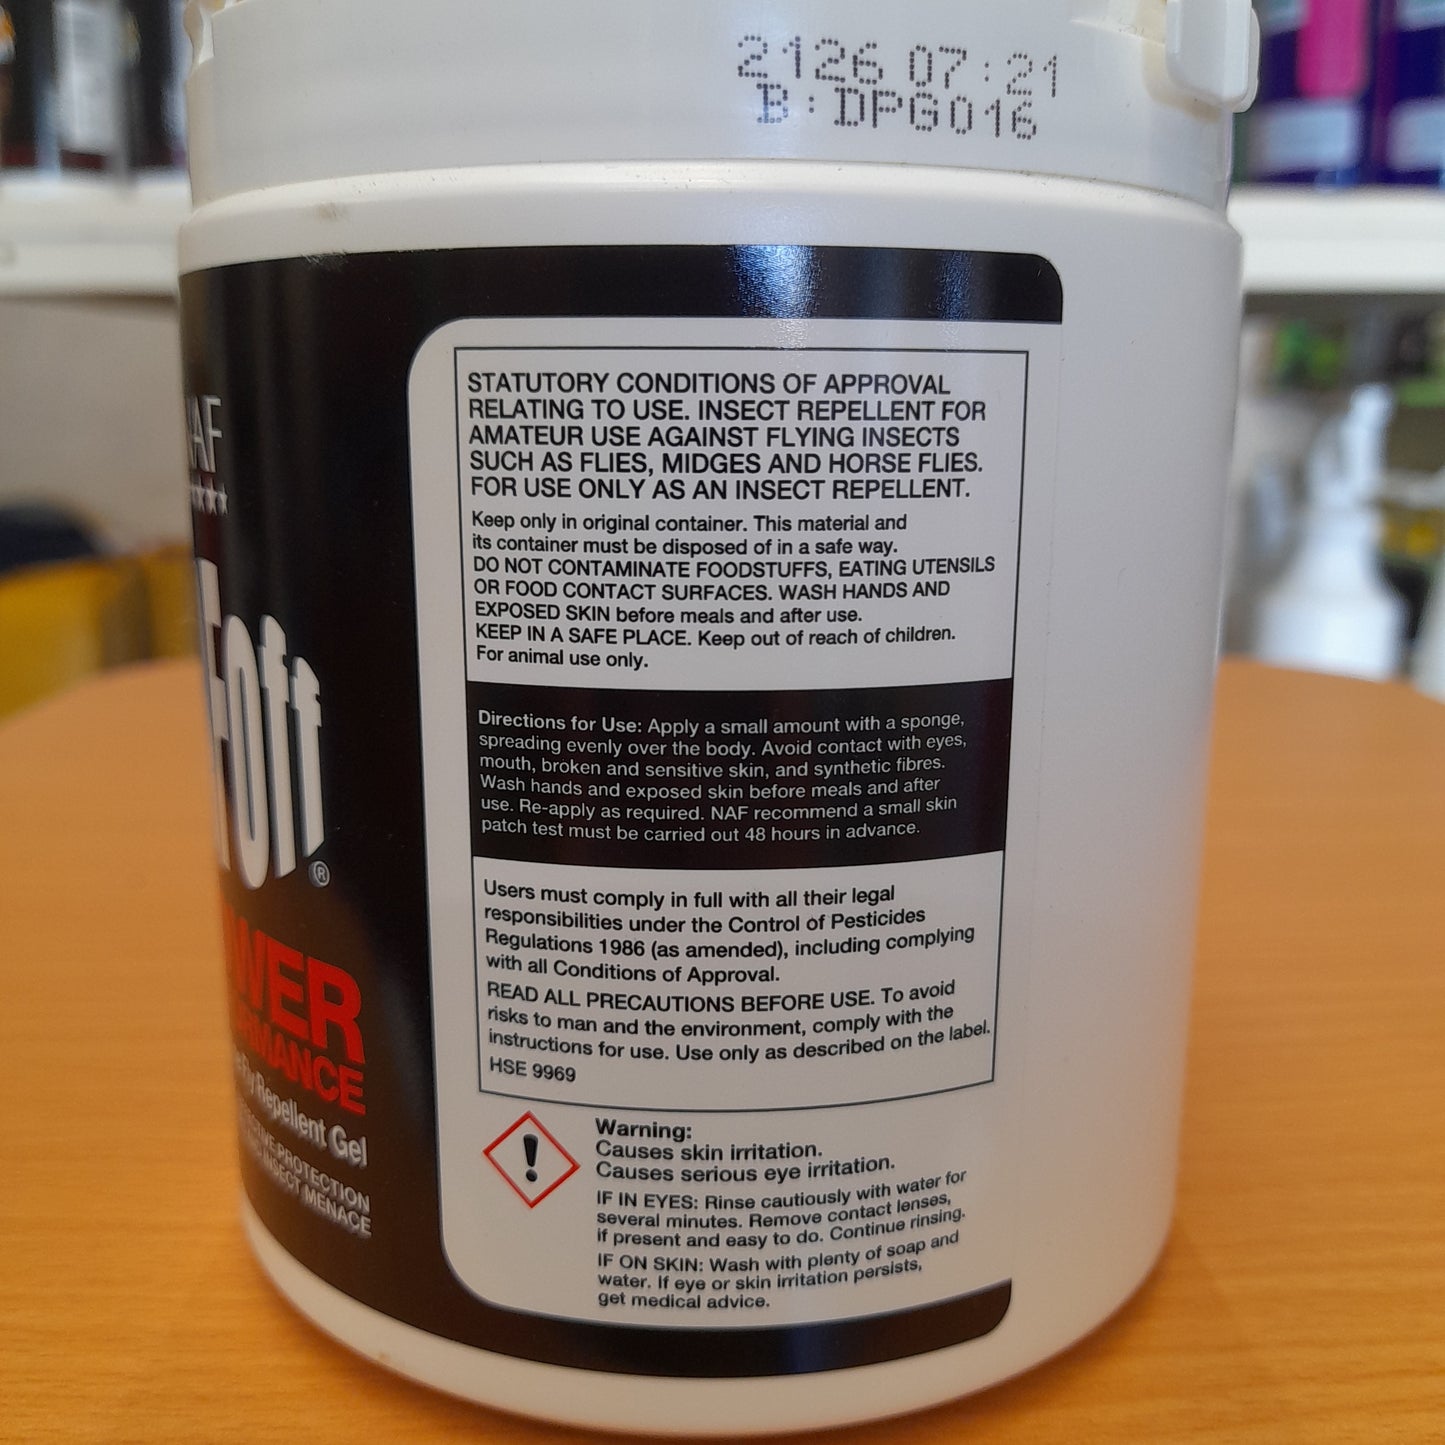 2126 07:21
B:DPG016
NAF
off®
WER
RMANCE
Repellent Gel
PROTECTION
INSECT MENACE
STATUTORY CONDITIONS OF APPROVAL
RELATING TO USE. INSECT REPELLENT FOR
AMATEUR USE AGAINST FLYING INSECTS
SUCH AS FLIES, MIDGES AND HORSE FLIES.
FOR USE ONLY AS AN INSECT REPELLENT.
Keep only in original container. This material and
its container must be disposed of in a safe way.
DO NOT CONTAMINATE FOODSTUFFS, EATING UTENSILS
OR FOOD CONTACT SURFACES. WASH HANDS AND
EXPOSED SKIN before meals and after use.
KEEP IN A SAFE PLACE. Keep out of reach of children.
For animal use only.
Directions for Use: Apply a small amount with a sponge,
spreading evenly over the body. Avoid contact with eyes,
mouth, broken and sensitive skin, and synthetic fibres.
Wash hands and exposed skin before meals and after
use. Re-apply as required. NAF recommend a small skin
patch test must be carried out 48 hours in advance.
Users must comply in full with all their legal
responsibilities under the Control of Pesticides
Regulations 1986 (as amended), including complying
with all Conditions of Approval.
READ ALL PRECAUTIONS BEFORE USE. To avoid
risks to man and the environment, comply with the
instructions for use. Use only as described on the label.
HSE 9969
Warning:
Causes skin irritation.
Causes serious eye irritation.
IF IN EYES: Rinse cautiously with water for
several minutes. Remove contact lenses,
if present and easy to do. Continue rinsing.
IF ON SKIN: Wash with plenty of soap and
water. If eye or skin irritation persists,
get medical advice.